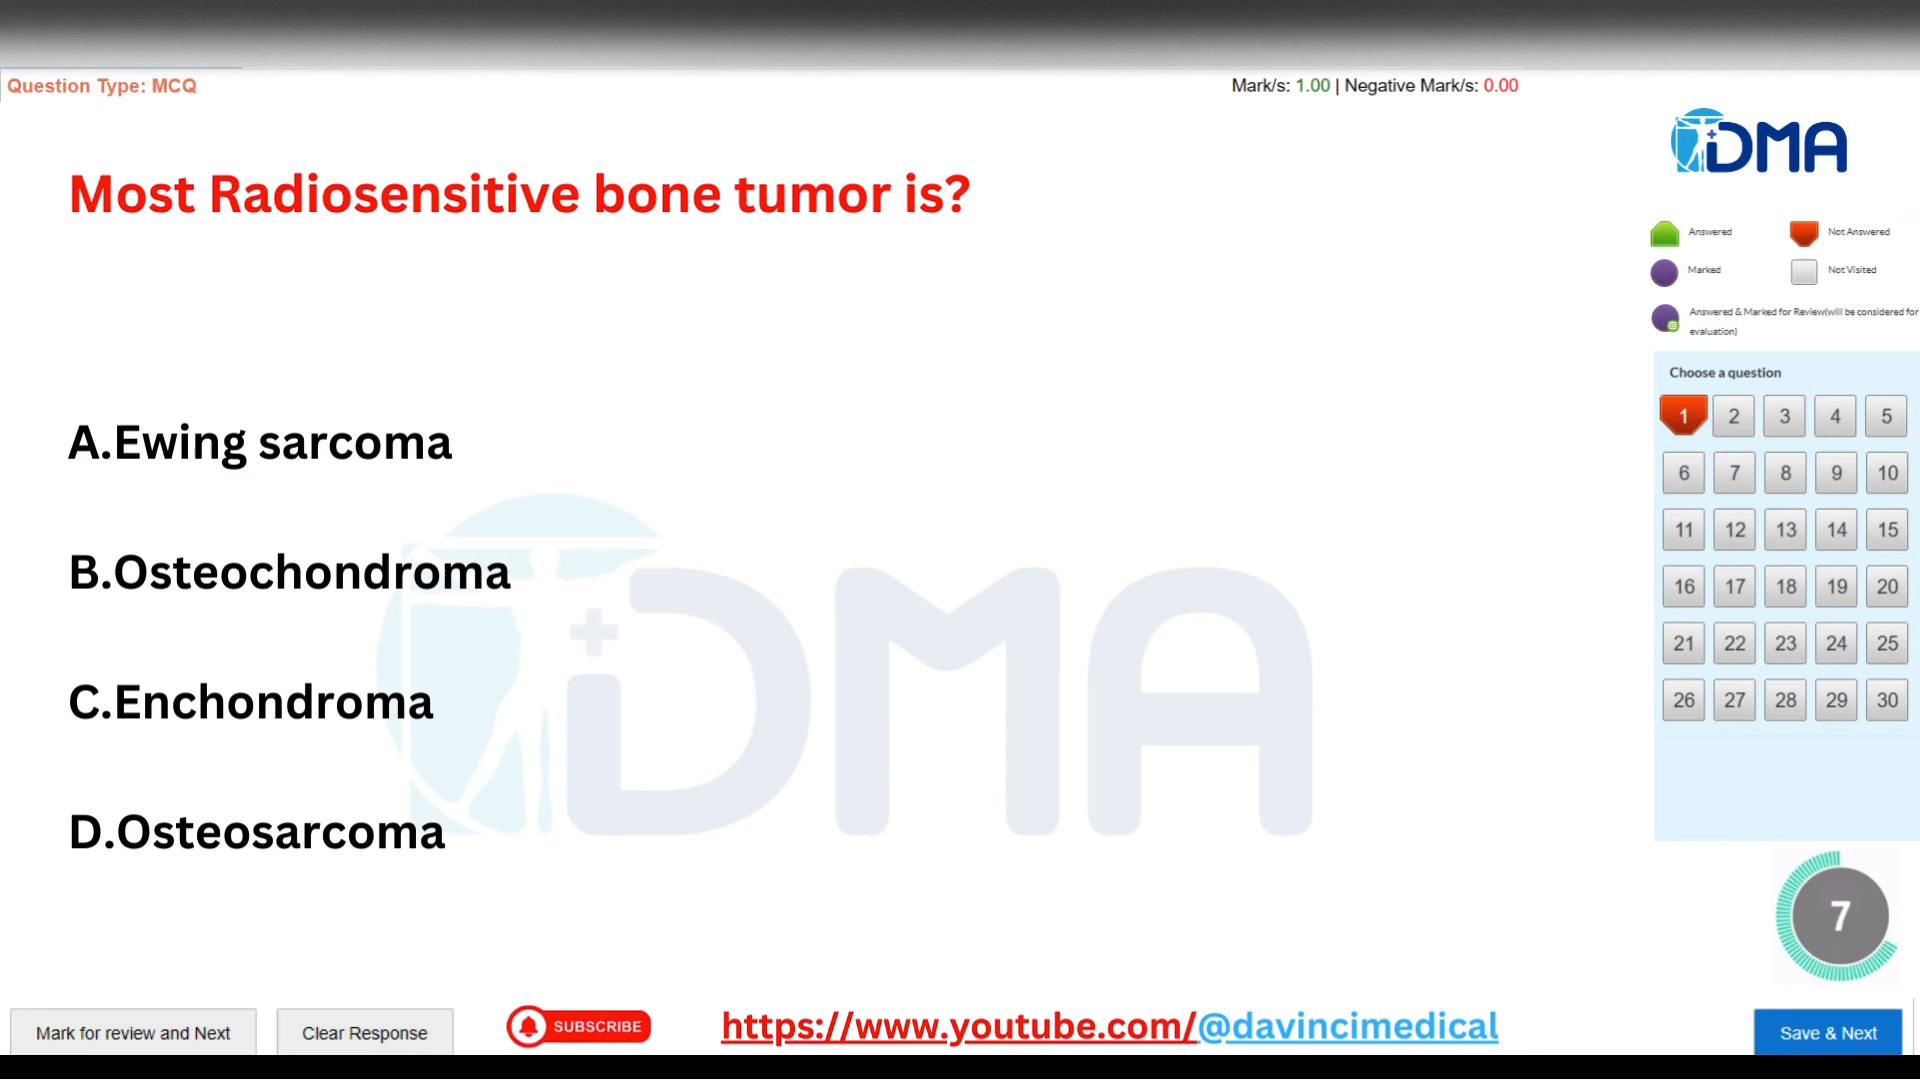 Question Type: MCQ
Mark/s: 1.00 | Negative Mark/s: 0.00
DMA
Most Radiosensitive bone tumor is?
Answered
Not Answered
Marked
Not Visited
Answered & Marked for Review(will be considered for
evaluation)
Choose a question
1 2 3 4 5
6 7 8 9 10
11 12 13 14 15
16 17 18 19 20
21 22 23 24 25
26 27 28 29 30
A.Ewing sarcoma
B.Osteochondroma
C.Enchondroma
D.Osteosarcoma
DMA
7
Mark for review and Next
Clear Response
SUBSCRIBE
https://www.youtube.com/@davincimedical
Save & Next